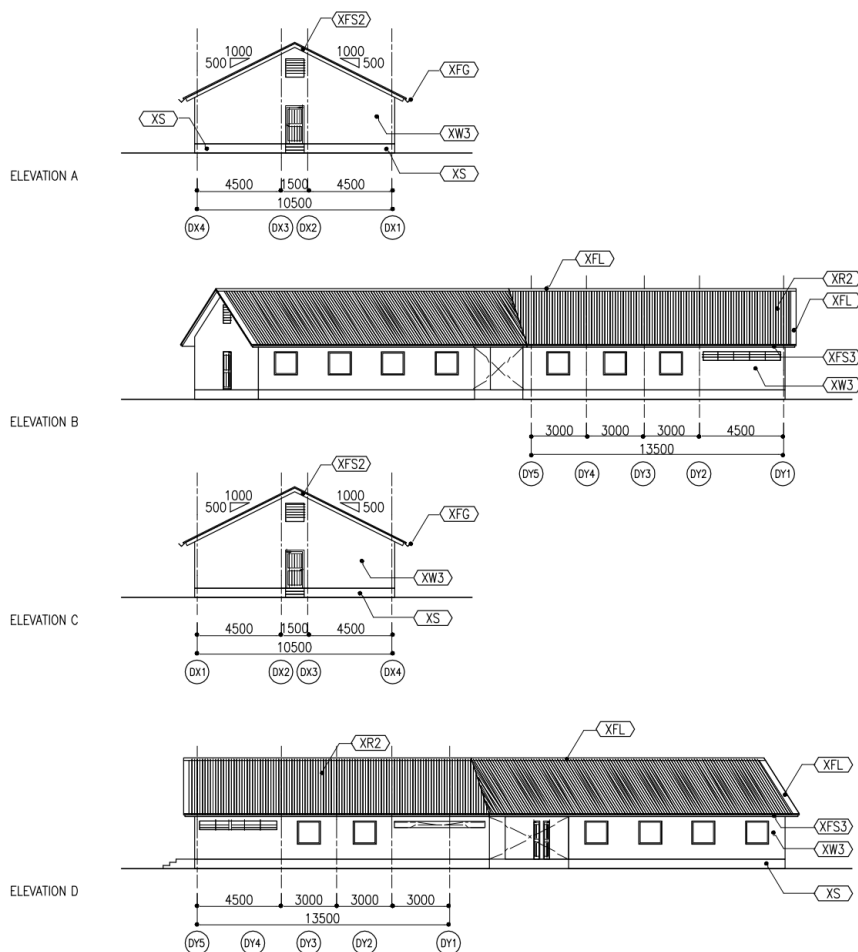 XFS2
1000 1000
500 500
XFG
XS
XW3
XS
ELEVATION A
4500 1500 4500
10500
DX4 DX3 DX2 DX1
XFL
XR2
XFL
XFS3
XW3
ELEVATION B
3000 3000 3000 4500
13500
DY5 DY4 DY3 DY2 DY1
XFS2
1000 1000
500 500
XFG
XW3
XS
ELEVATION C
4500 1500 4500
10500
DX1 DX2 DX3 DX4
XFL
XR2
XFL
XFS3
XW3
XS
ELEVATION D
4500 3000 3000 3000
13500
DY5 DY4 DY3 DY2 DY1